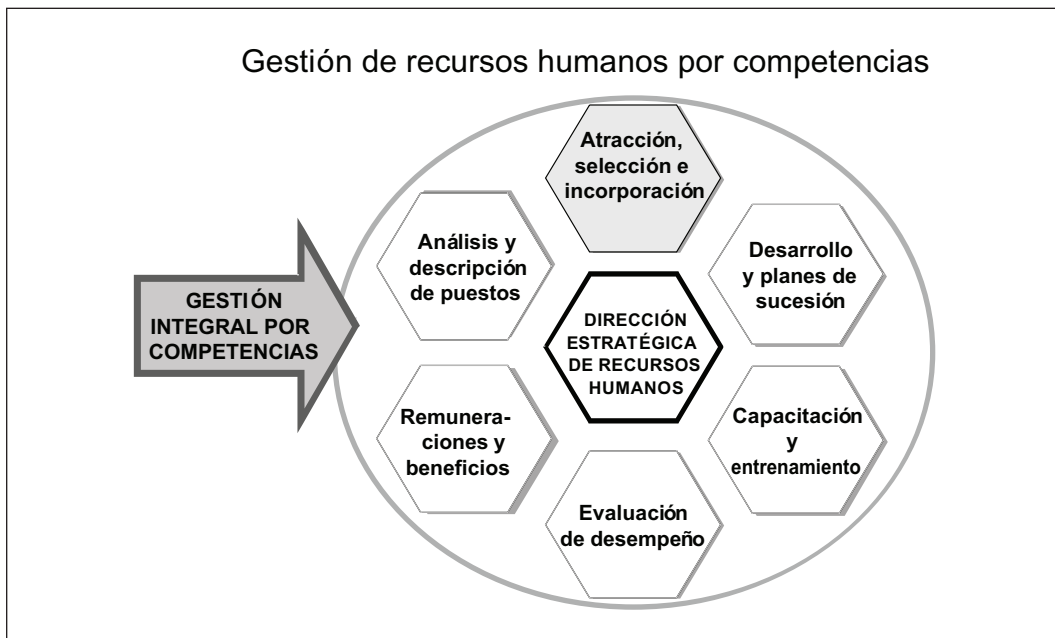 Gestión de recursos humanos por competencias
Atracción,
selección e
incorporación
Análisis y
descripción
de puestos
Desarrollo
y planes de
sucesión
GESTIÓN
INTEGRAL POR
COMPETENCIAS
DIRECCIÓN
ESTRATÉGICA
DE RECURSOS
HUMANOS
Remunera-
ciones y
beneficios
Capacitación
y
entrenamiento
Evaluación
de desempeño